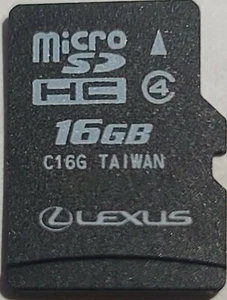 micro
SD
HC 4
16GB
C16G TAIWAN
LEXUS